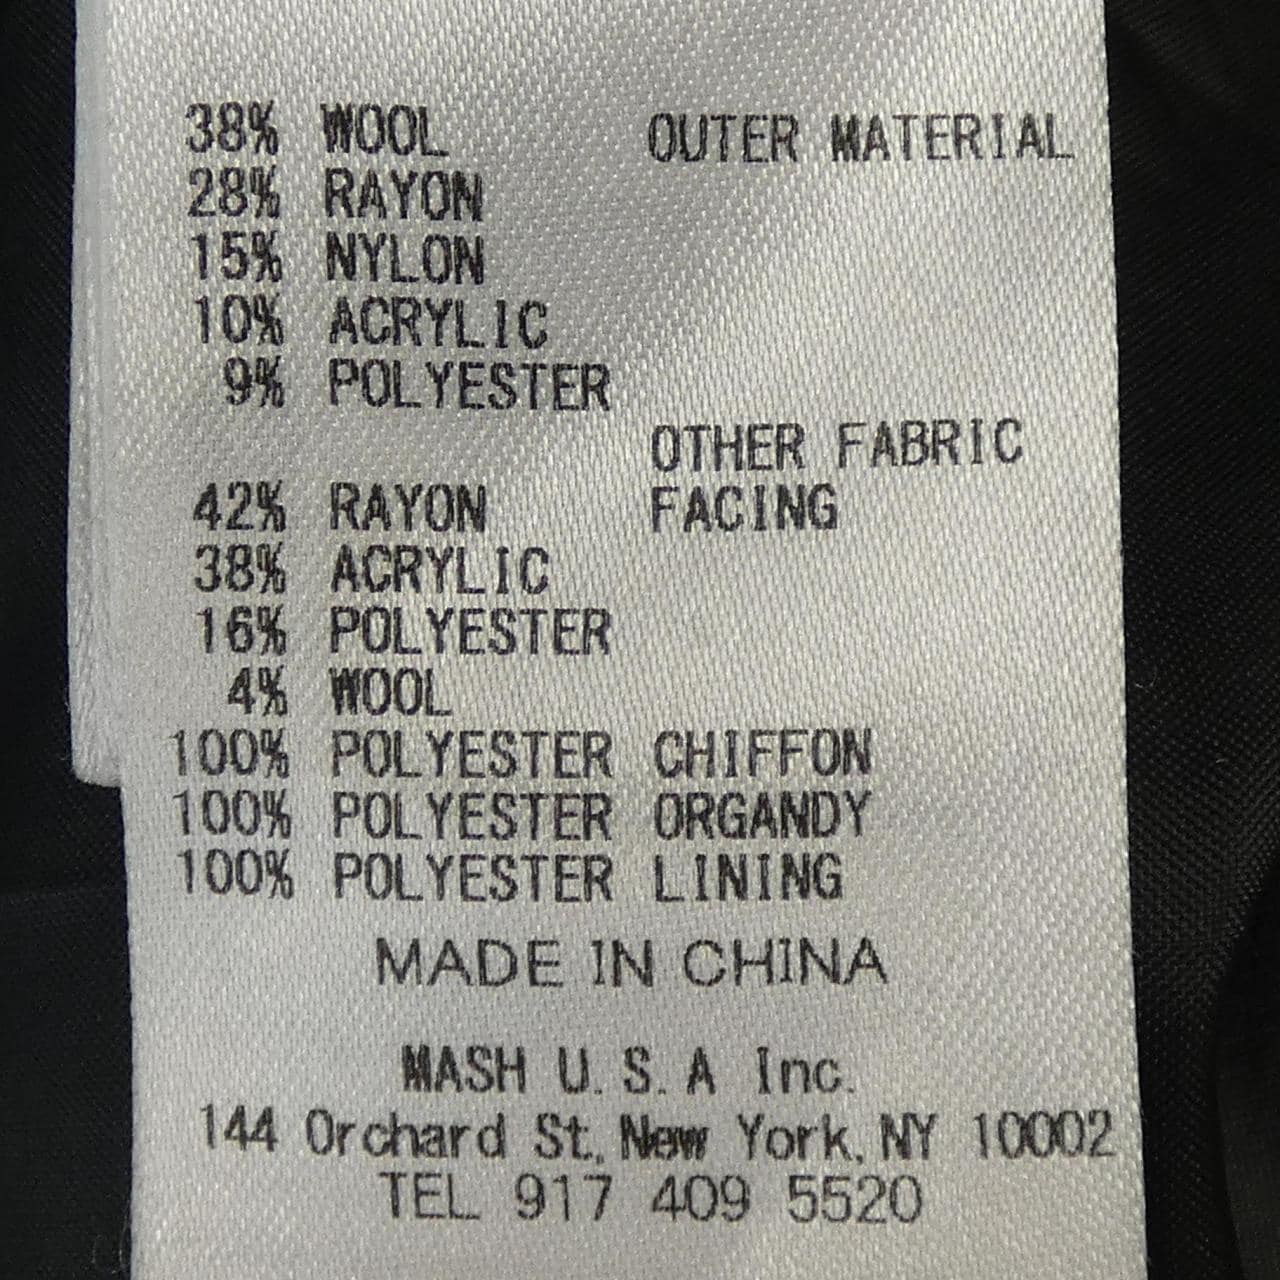 38% WOOL OUTER MATERIAL
28% RAYON
15% NYLON
10% ACRYLIC
9% POLYESTER
OTHER FABRIC
42% RAYON FACING
38% ACRYLIC
16% POLYESTER
4% WOOL
100% POLYESTER CHIFFON
100% POLYESTER ORGANDY
100% POLYESTER LINING
MADE IN CHINA
MASH U.S.A Inc.
144 Orchard St, New York, NY 10002
TEL 917 409 5520